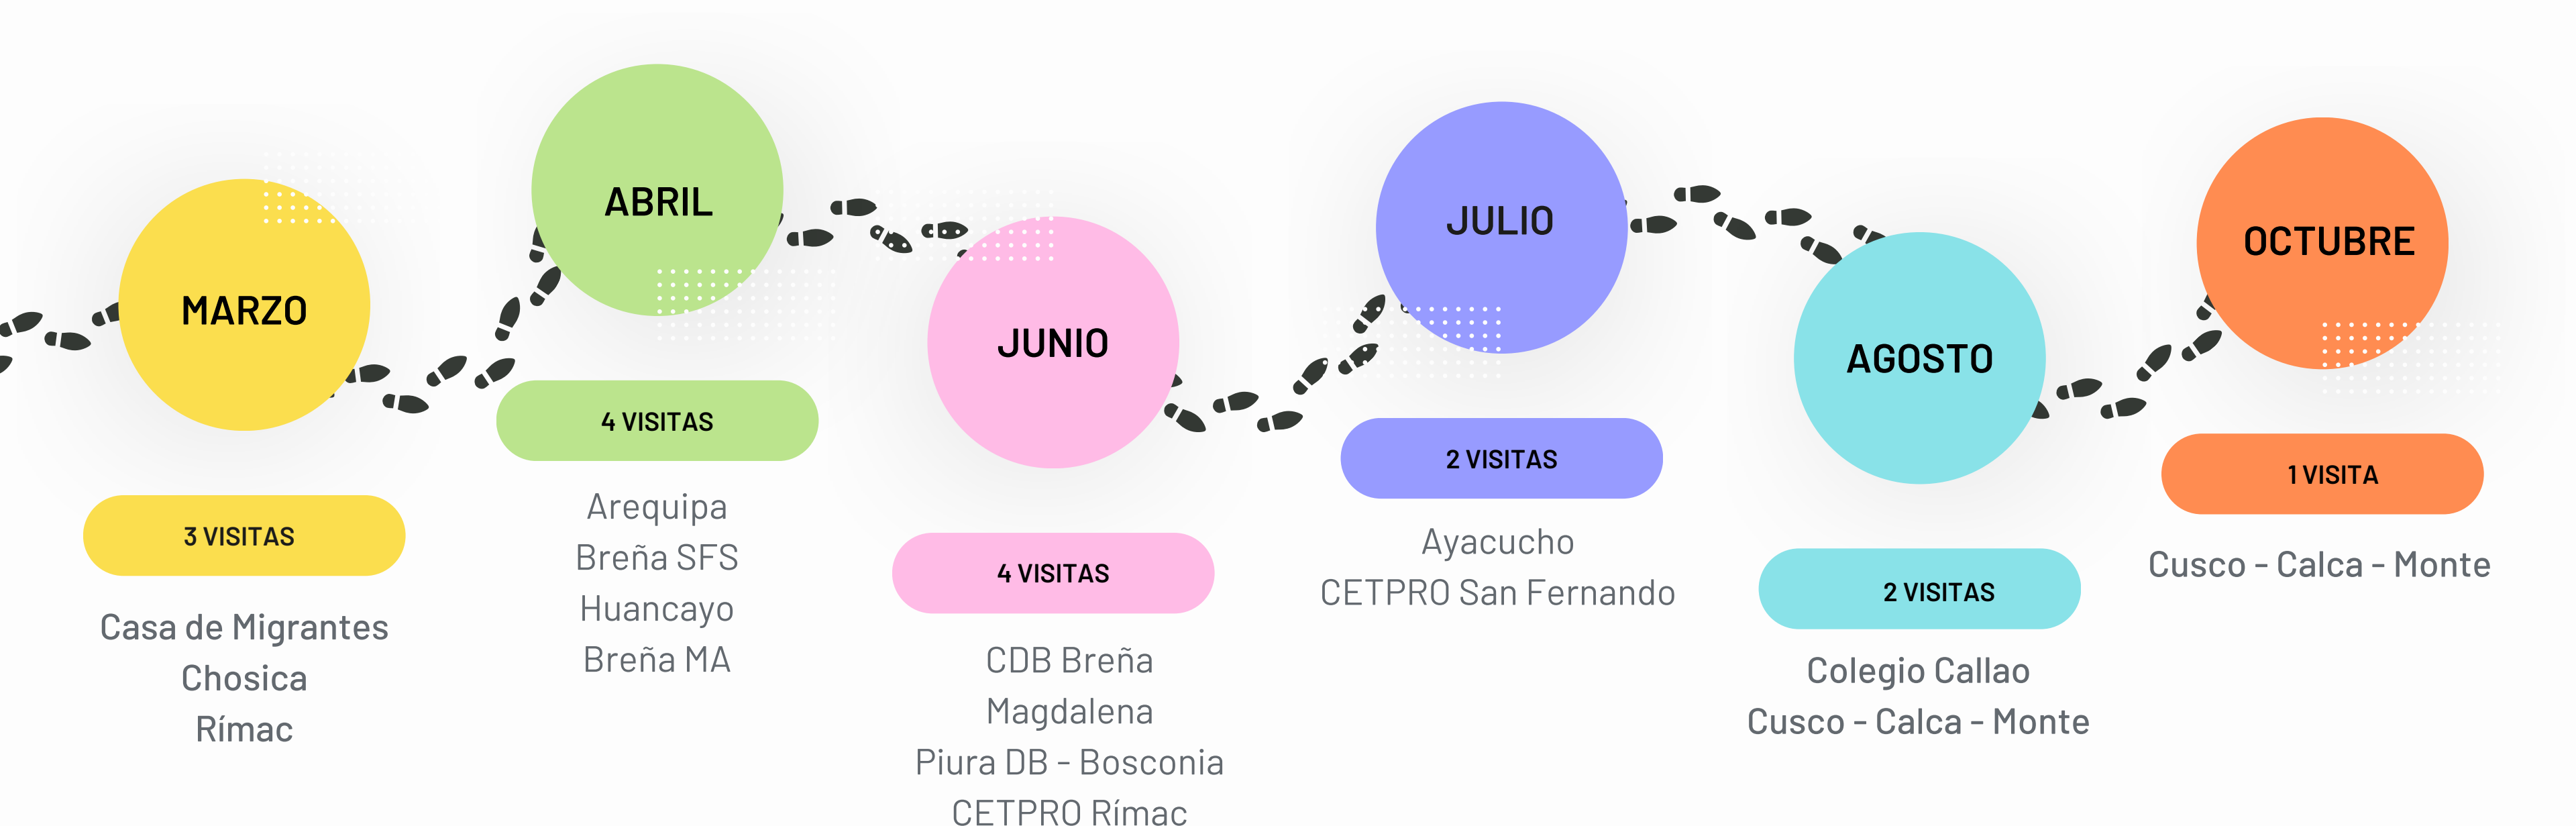 MARZO
3 VISITAS
Casa de Migrantes
Chosica
Rímac
ABRIL
4 VISITAS
Arequipa
Breña SFS
Huancayo
Breña MA
JUNIO
4 VISITAS
CDB Breña
Magdalena
Piura DB - Bosconia
CETPRO Rímac
JULIO
2 VISITAS
Ayacucho
CETPRO San Fernando
AGOSTO
2 VISITAS
Colegio Callao
Cusco - Calca - Monte
OCTUBRE
1 VISITA
Cusco - Calca - Monte